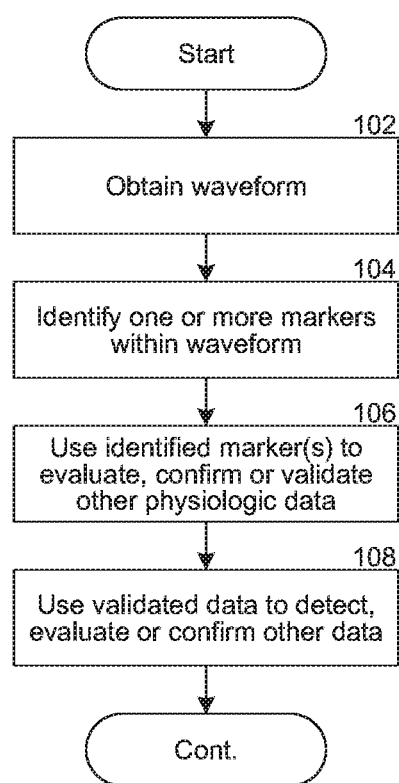 Start
102
Obtain waveform
104
Identify one or more markers
within waveform
106
Use identified marker(s) to
evaluate, confirm or validate
other physiologic data
108
Use validated data to detect,
evaluate or confirm other data
Cont.